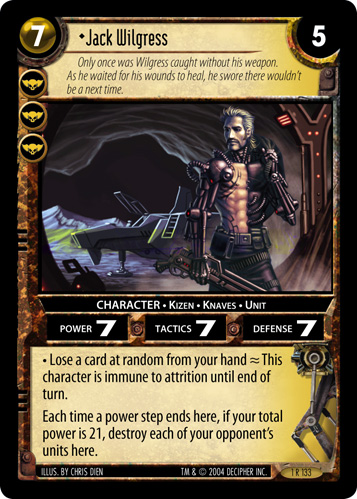 7 •Jack Wilgress 5
Only once was Wilgress caught without his weapon.
As he waited for his wounds to heal, he swore there wouldn't
be a next time.
CHARACTER • KIZEN • KNAVES • UNIT
POWER 7 TACTICS 7 DEFENSE 7
• Lose a card at random from your hand ≈ This
character is immune to attrition until end of
turn.
Each time a power step ends here, if your total
power is 21, destroy each of your opponent's
units here.
ILLUS. BY CHRIS DIEN TM & © 2004 DECIPHER INC. 1 R 133